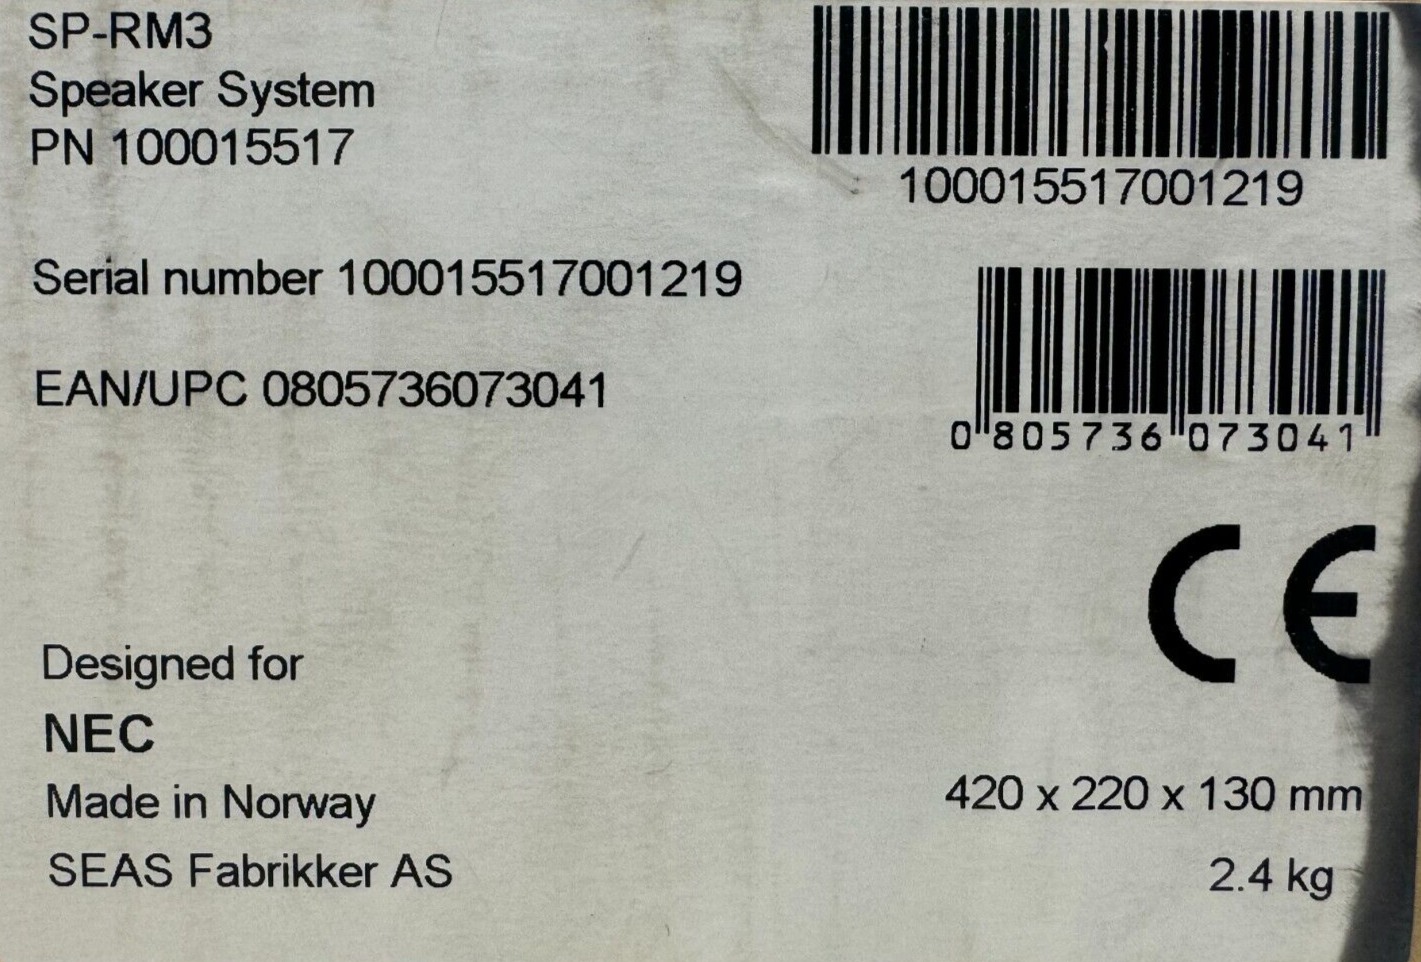 SP-RM3
Speaker System
PN 100015517
100015517001219
Serial number 100015517001219
EAN/UPC 0805736073041
0 805736 073041
CE
Designed for
NEC
Made in Norway
420 x 220 x 130 mm
SEAS Fabrikker AS
2.4 kg